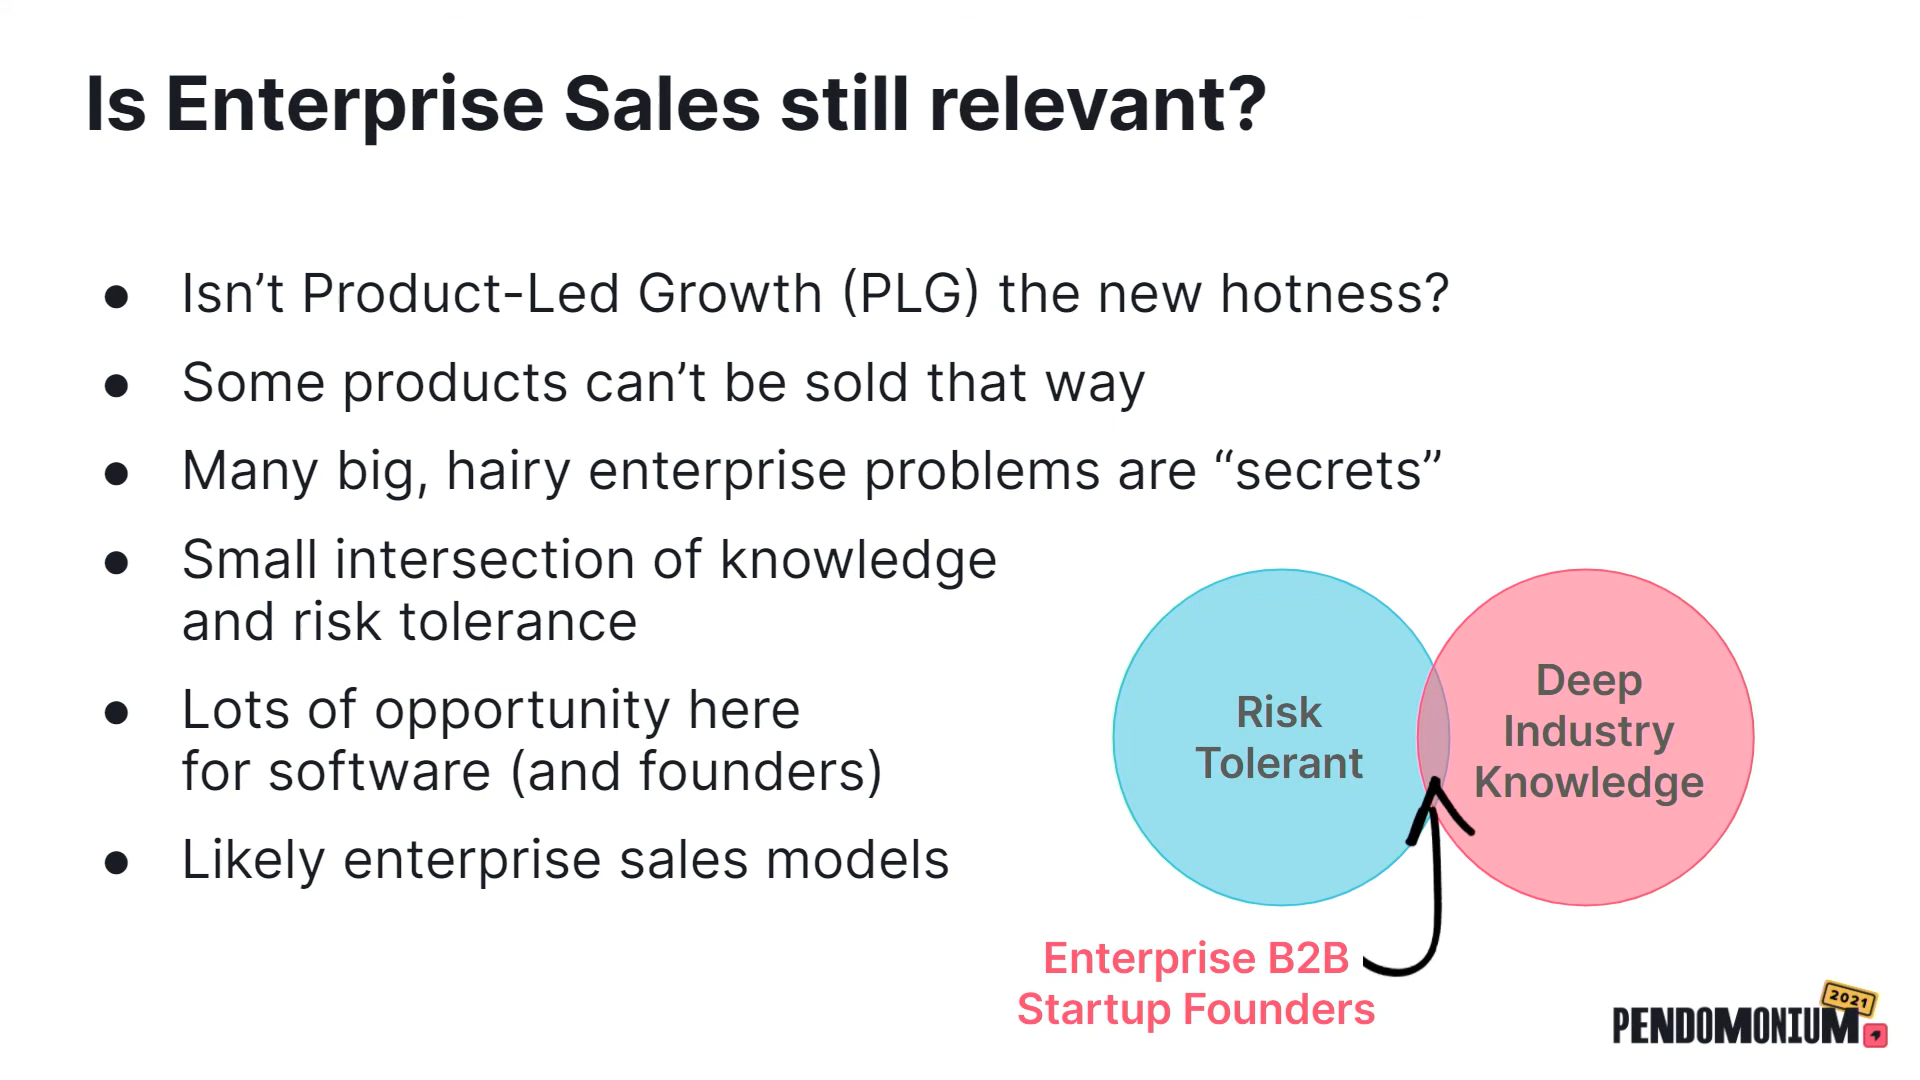 Is Enterprise Sales still relevant?
● Isn’t Product-Led Growth (PLG) the new hotness?
● Some products can’t be sold that way
● Many big, hairy enterprise problems are “secrets”
● Small intersection of knowledge
and risk tolerance
● Lots of opportunity here
for software (and founders)
● Likely enterprise sales models
Risk
Tolerant
Deep
Industry
Knowledge
Enterprise B2B
Startup Founders
2021
PENDOMONIUM